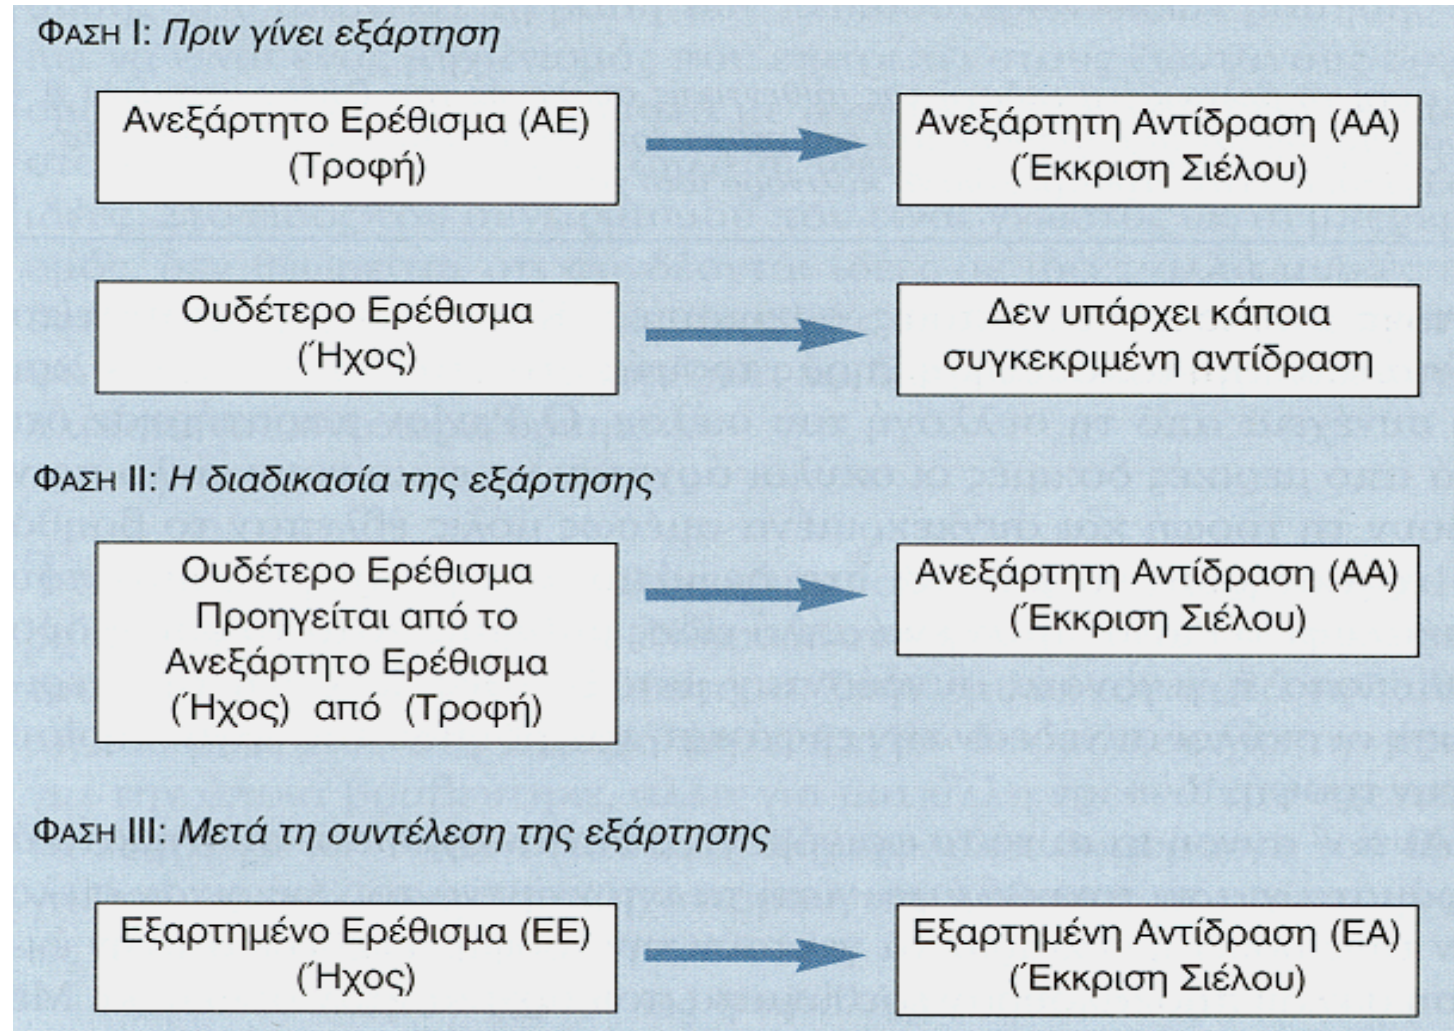 ΦΑΣΗ I: Πριν γίνει εξάρτηση
Ανεξάρτητο Ερέθισμα (ΑΕ)
(Τροφή)
Ανεξάρτητη Αντίδραση (ΑΑ)
(Έκκριση Σιέλου)
Ουδέτερο Ερέθισμα
(Ήχος)
Δεν υπάρχει κάποια
συγκεκριμένη αντίδραση
ΦΑΣΗ II: Η διαδικασία της εξάρτησης
Ουδέτερο Ερέθισμα
Προηγείται από το
Ανεξάρτητο Ερέθισμα
(Ήχος) από (Τροφή)
Ανεξάρτητη Αντίδραση (ΑΑ)
(Έκκριση Σιέλου)
ΦΑΣΗ III: Μετά τη συντέλεση της εξάρτησης
Εξαρτημένο Ερέθισμα (ΕΕ)
(Ήχος)
Εξαρτημένη Αντίδραση (ΕΑ)
(Έκκριση Σιέλου)